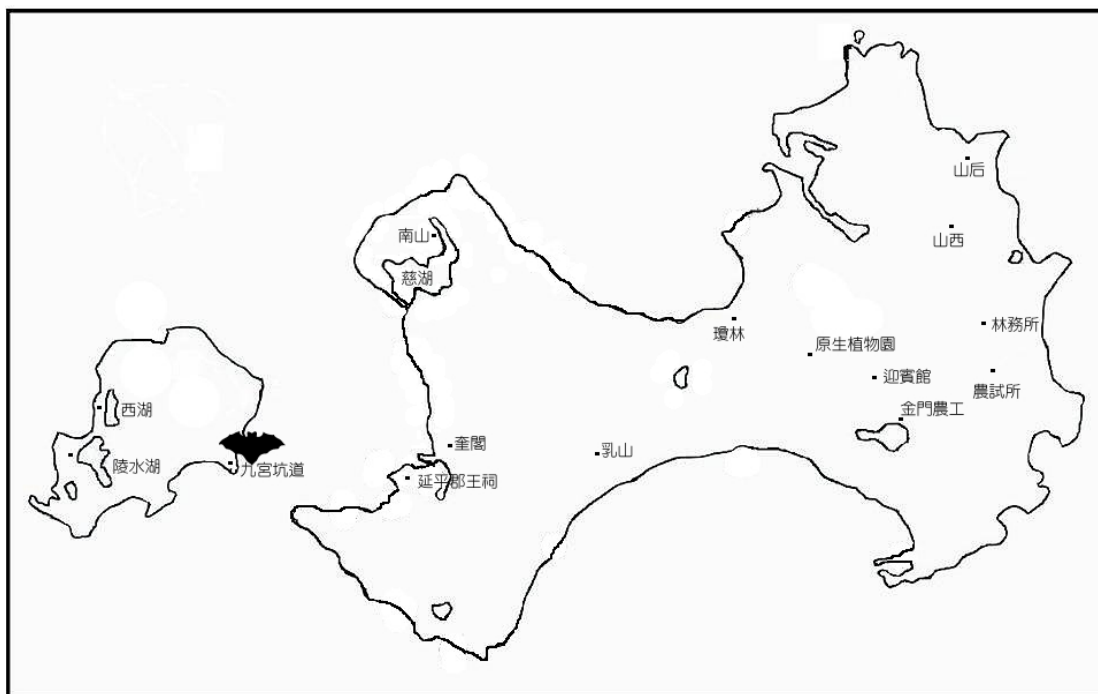 山后
山西
南山
慈湖
瓊林
林務所
原生植物園
迎賓館
農試所
金門農工
西湖
奎閣
乳山
陵水湖
九宮坑道
延平郡王祠